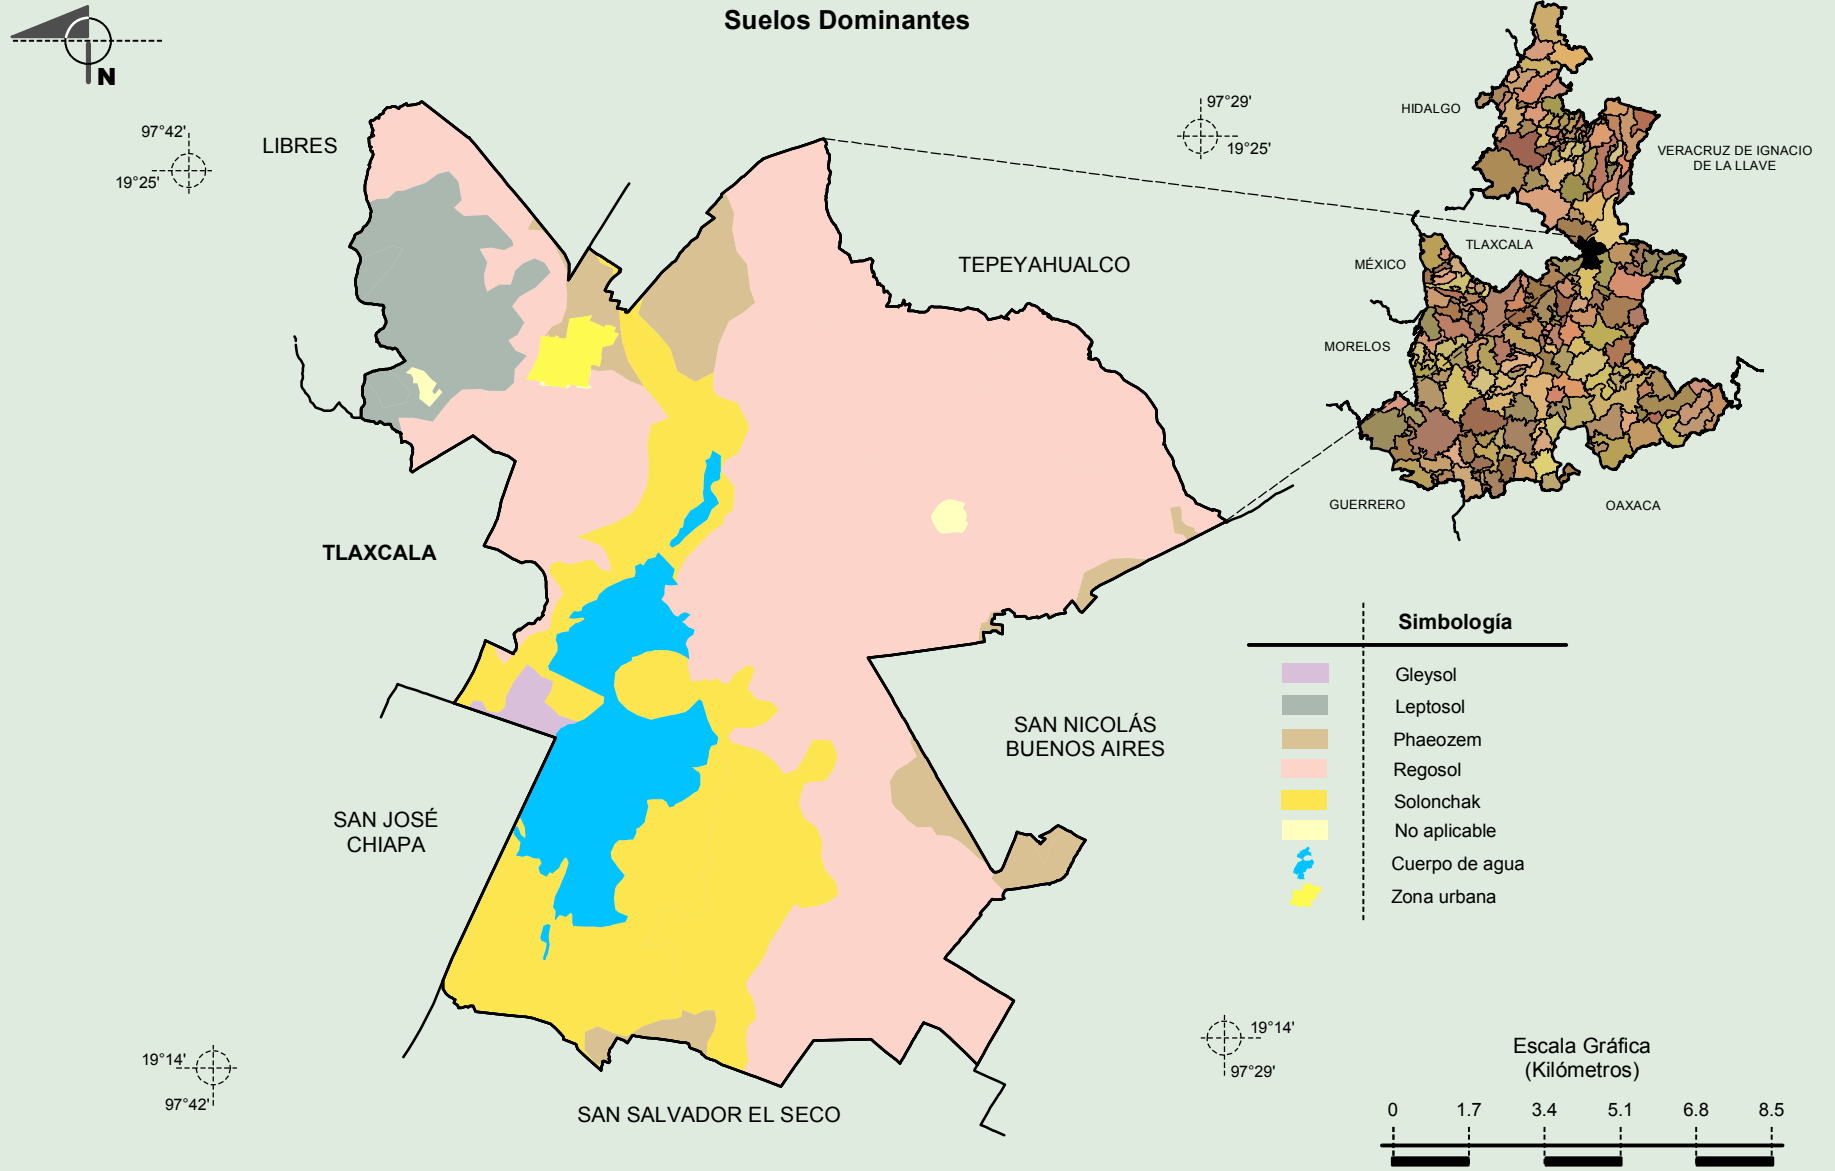 Suelos Dominantes
N
97°42'
19°25'
LIBRES
97°29'
19°25'
HIDALGO
VERACRUZ DE IGNACIO
DE LA LLAVE
TLAXCALA
MÉXICO
TEPEYAHUALCO
MORELOS
GUERRERO
OAXACA
TLAXCALA
Simbología
Gleysol
Leptosol
Phaeozem
Regosol
Solonchak
No aplicable
Cuerpo de agua
Zona urbana
SAN NICOLÁS
BUENOS AIRES
SAN JOSÉ
CHIAPA
19°14'
97°42'
19°14'
97°29'
SAN SALVADOR EL SECO
Escala Gráfica
(Kilómetros)
0 1.7 3.4 5.1 6.8 8.5